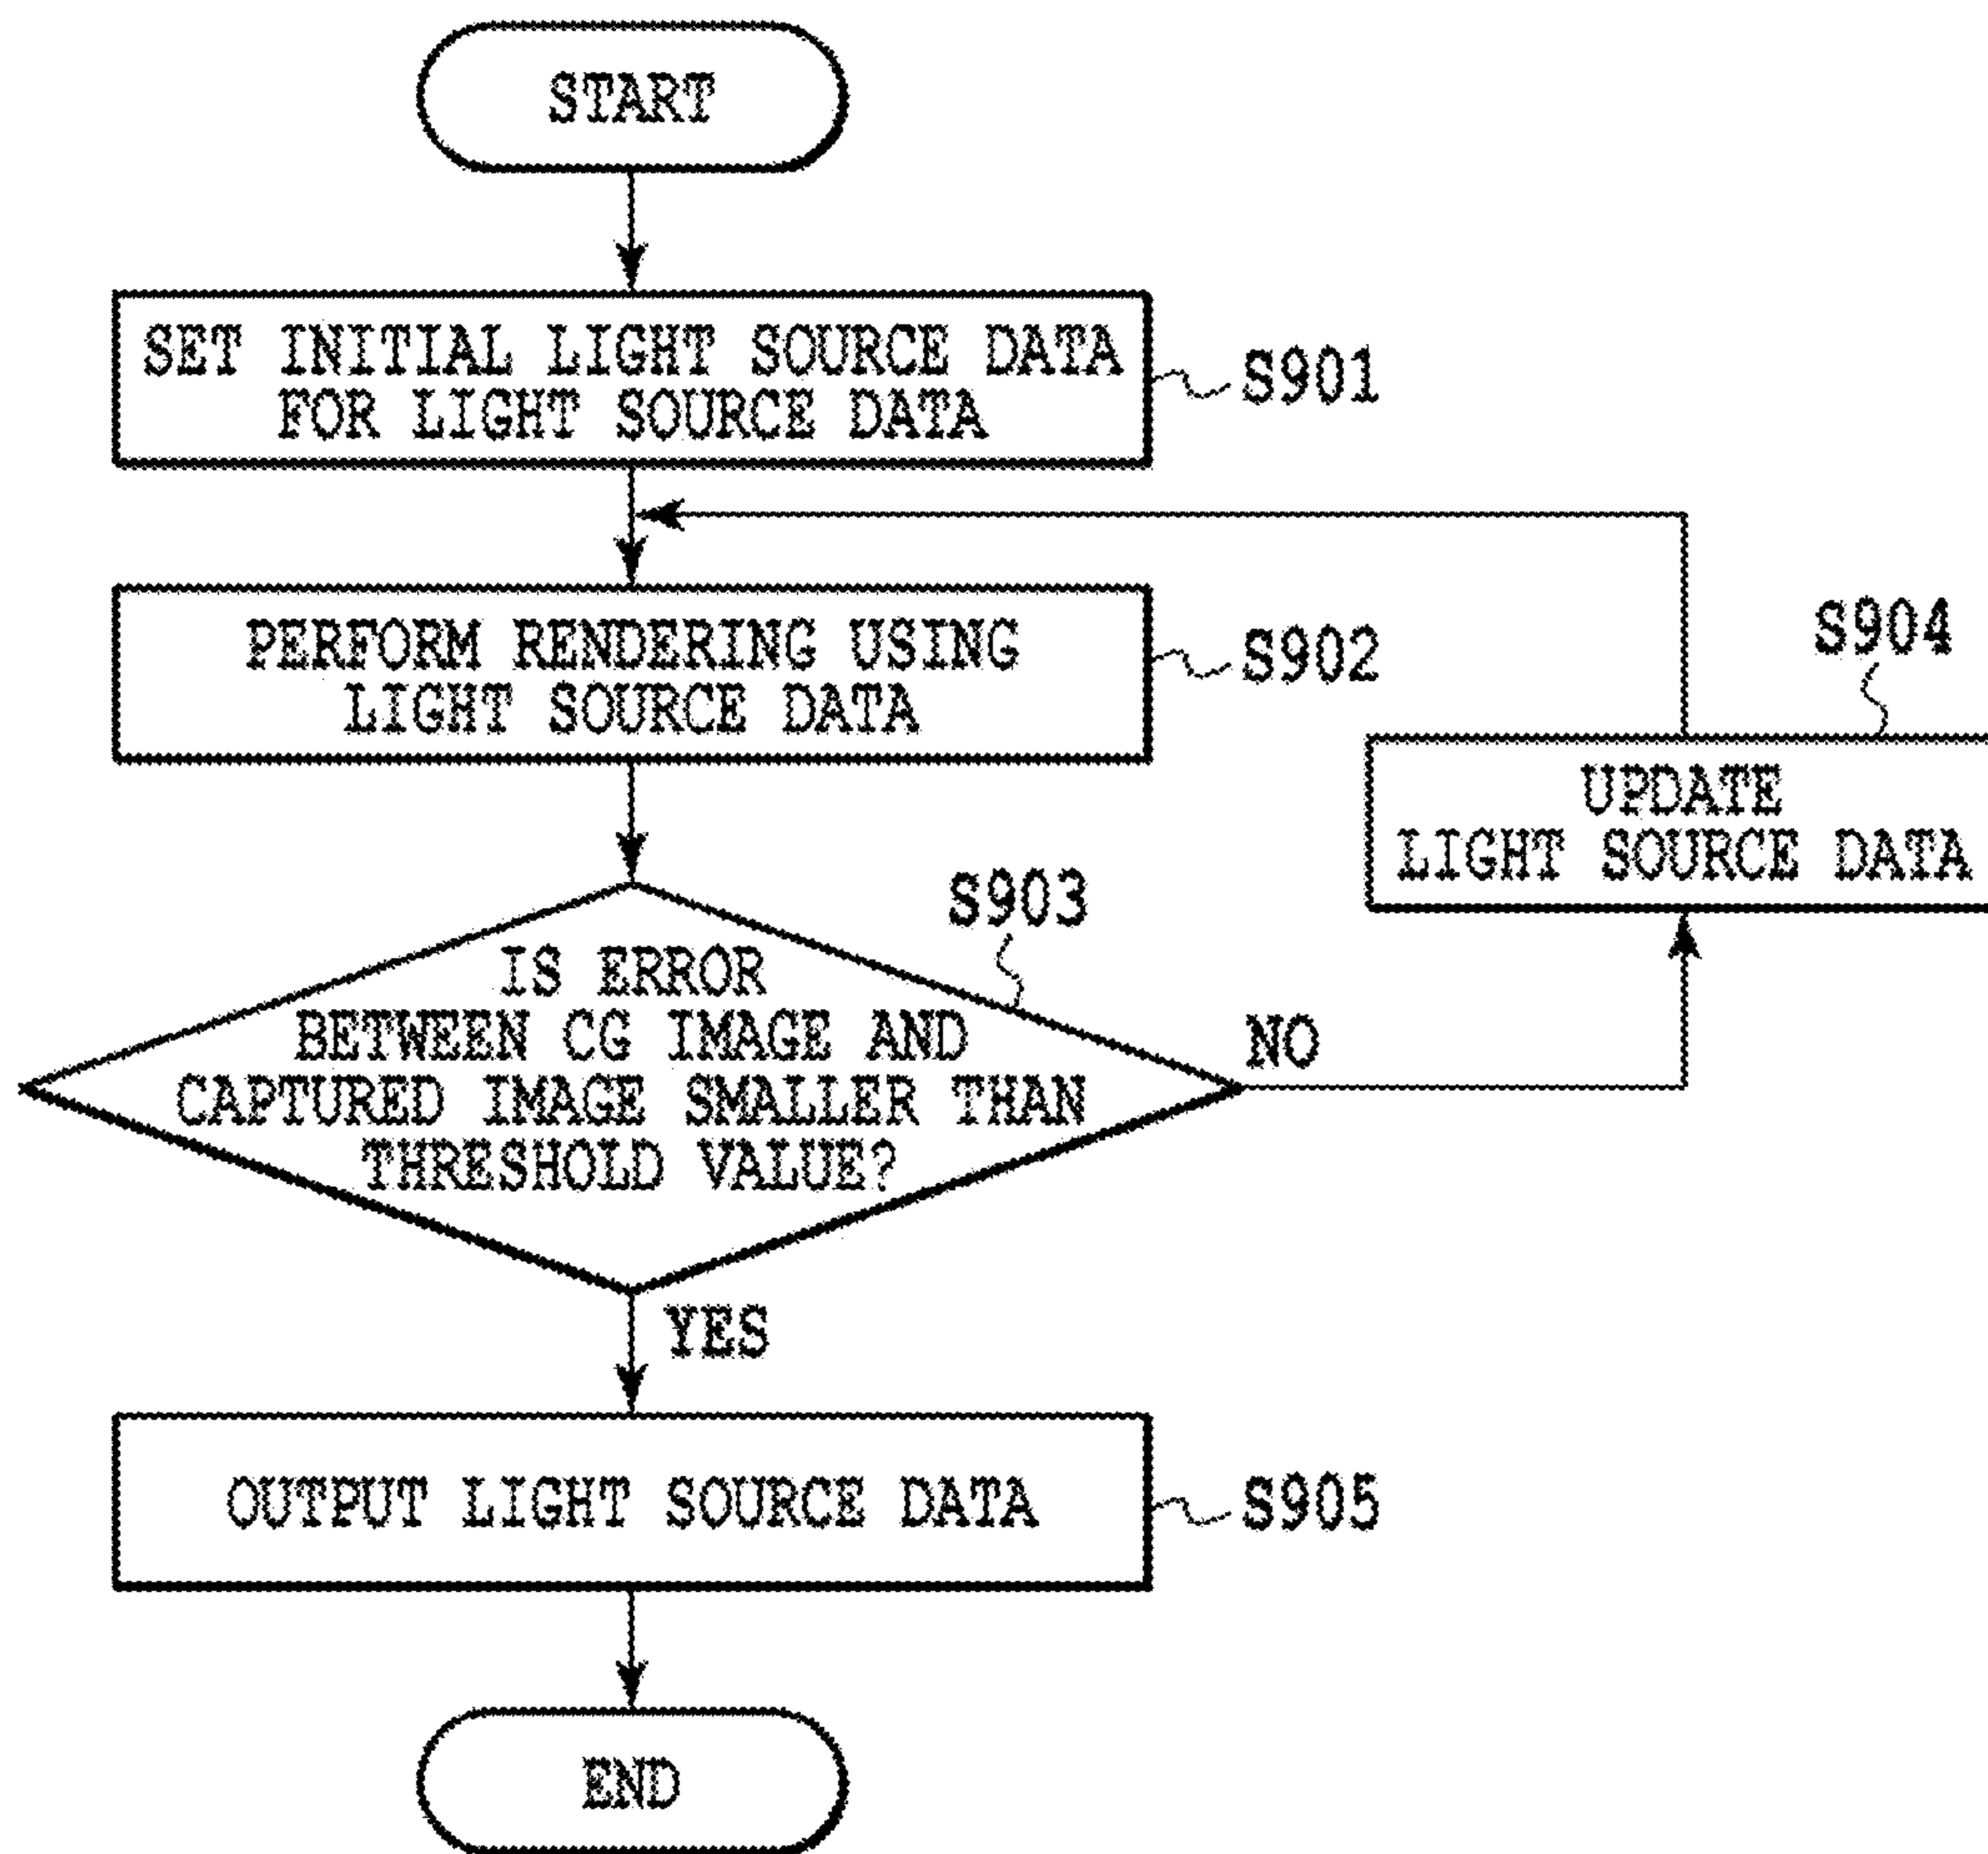 START
SET INITIAL LIGHT SOURCE DATA
FOR LIGHT SOURCE DATA
S901
PERFORM RENDERING USING
LIGHT SOURCE DATA
S902
S904
UPDATE
LIGHT SOURCE DATA
S903
IS ERROR
BETWEEN CG IMAGE AND
CAPTURED IMAGE SMALLER THAN
THRESHOLD VALUE?
NO
YES
OUTPUT LIGHT SOURCE DATA
S905
END